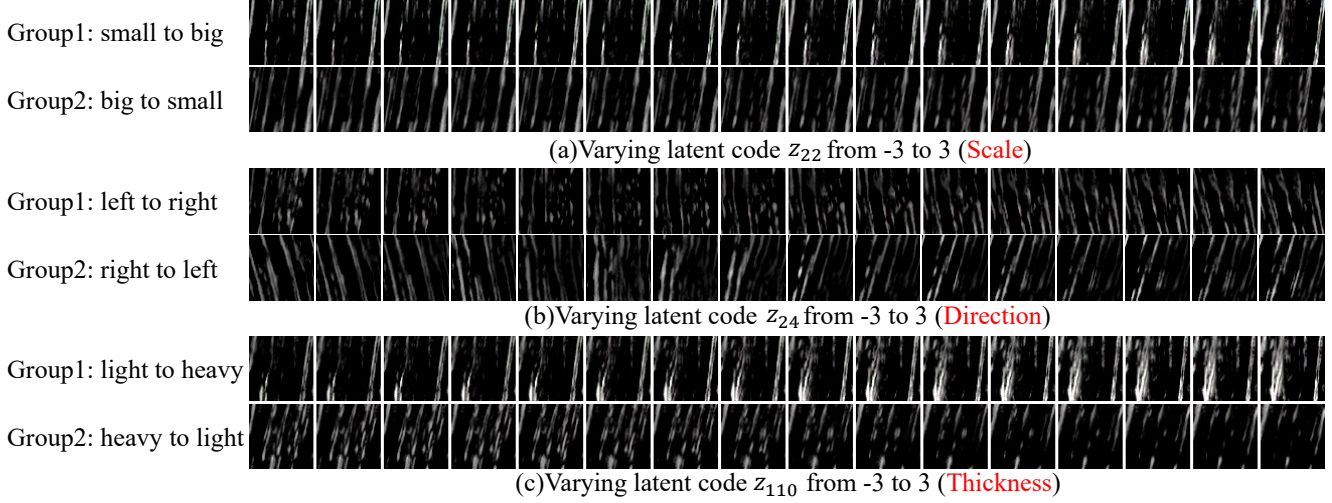 Group1: small to big
Group2: big to small
(a)Varying latent code z₂₂ from -3 to 3 (Scale)
Group1: left to right
Group2: right to left
(b)Varying latent code z₂₄ from -3 to 3 (Direction)
Group1: light to heavy
Group2: heavy to light
(c)Varying latent code z₁₁₀ from -3 to 3 (Thickness)